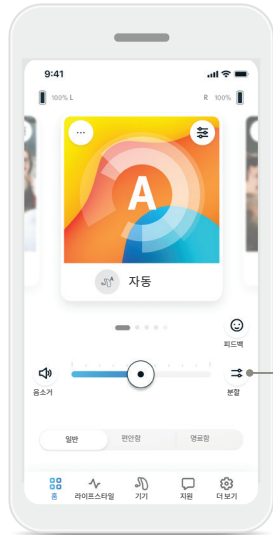 9:41
100% L
R 100%
A
자동
피드백
음소거
분할
일반 편안함 명료함
홈 라이프스타일 기기 지원 더 보기